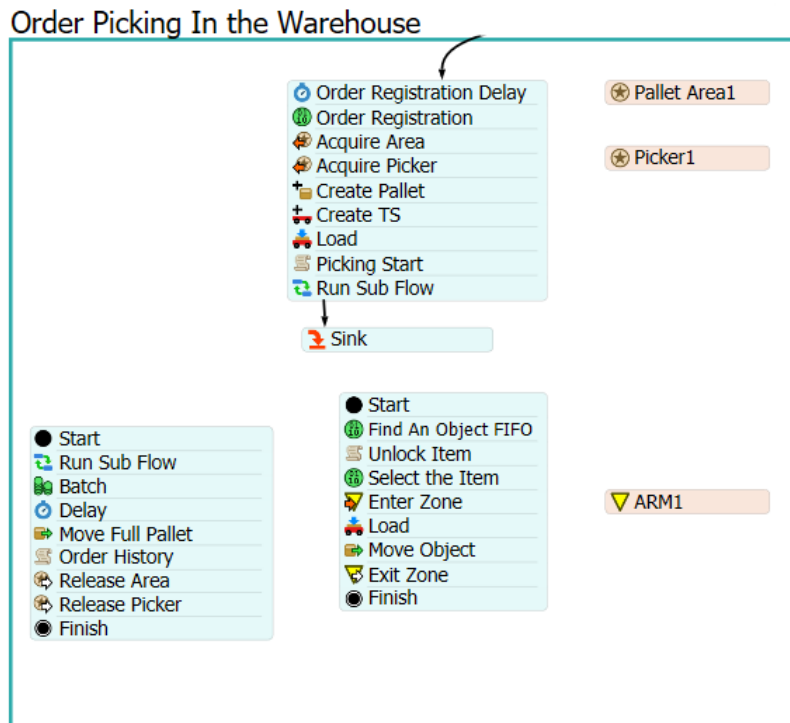 Order Picking In the Warehouse
Order Registration Delay
Order Registration
Acquire Area
Acquire Picker
Create Pallet
Create TS
Load
Picking Start
Run Sub Flow
Pallet Area1
Picker1
Sink
Start
Run Sub Flow
Batch
Delay
Move Full Pallet
Order History
Release Area
Release Picker
Finish
Start
Find An Object FIFO
Unlock Item
Select the Item
Enter Zone
Load
Move Object
Exit Zone
Finish
ARM1